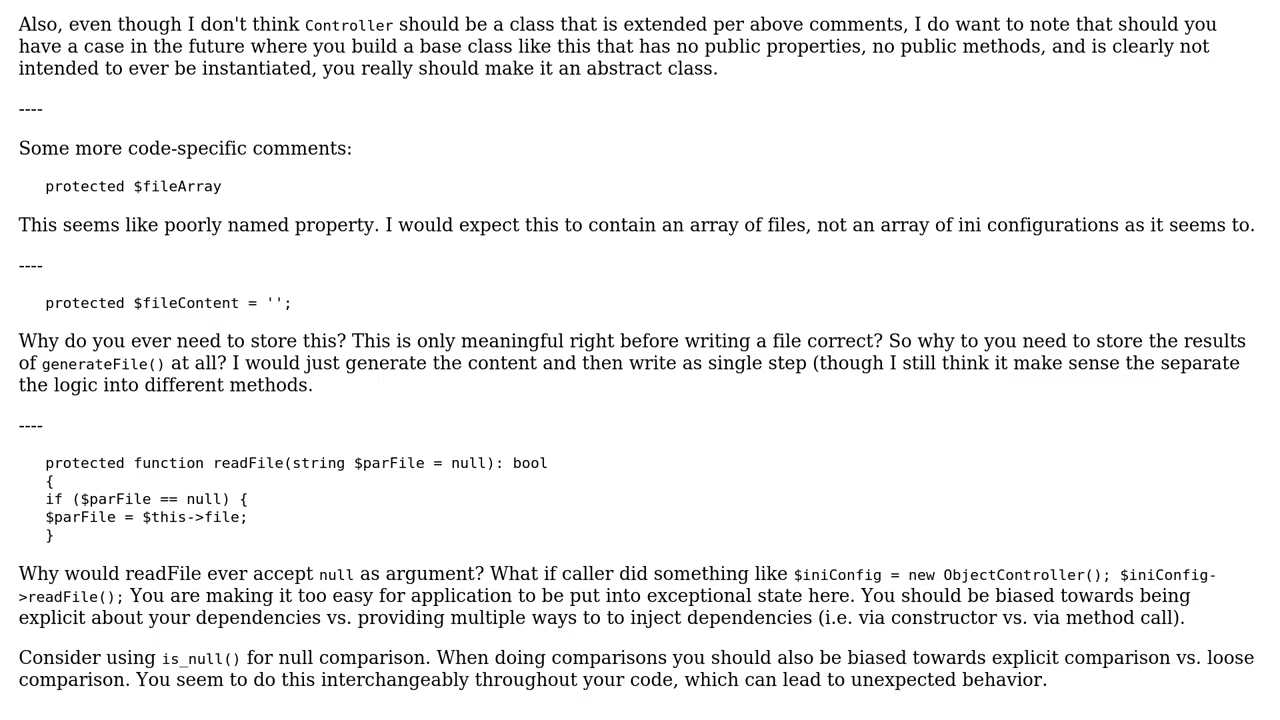 Also, even though I don't think Controller should be a class that is extended per above comments, I do want to note that should you
have a case in the future where you build a base class like this that has no public properties, no public methods, and is clearly not
intended to ever be instantiated, you really should make it an abstract class.
----
Some more code-specific comments:
protected $fileArray
This seems like poorly named property. I would expect this to contain an array of files, not an array of ini configurations as it seems to.
----
protected $fileContent = '';
Why do you ever need to store this? This is only meaningful right before writing a file correct? So why to you need to store the results
of generateFile() at all? I would just generate the content and then write as single step (though I still think it make sense the separate
the logic into different methods.
----
protected function readFile(string $parFile = null): bool
{
if ($parFile == null) {
$parFile = $this->file;
}
Why would readFile ever accept null as argument? What if caller did something like $iniConfig = new ObjectController(); $iniConfig-
>readFile(); You are making it too easy for application to be put into exceptional state here. You should be biased towards being
explicit about your dependencies vs. providing multiple ways to to inject dependencies (i.e. via constructor vs. via method call).
Consider using is_null() for null comparison. When doing comparisons you should also be biased towards explicit comparison vs. loose
comparison. You seem to do this interchangeably throughout your code, which can lead to unexpected behavior.